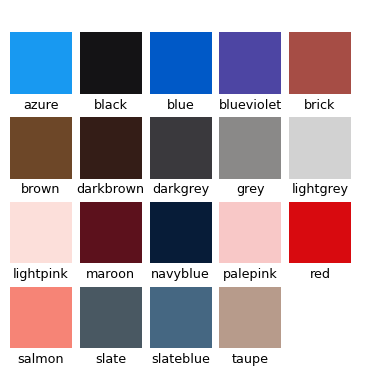 azure black blue blueviolet brick
brown darkbrown darkgrey grey lightgrey
lightpink maroon navyblue palepink red
salmon slate slateblue taupe